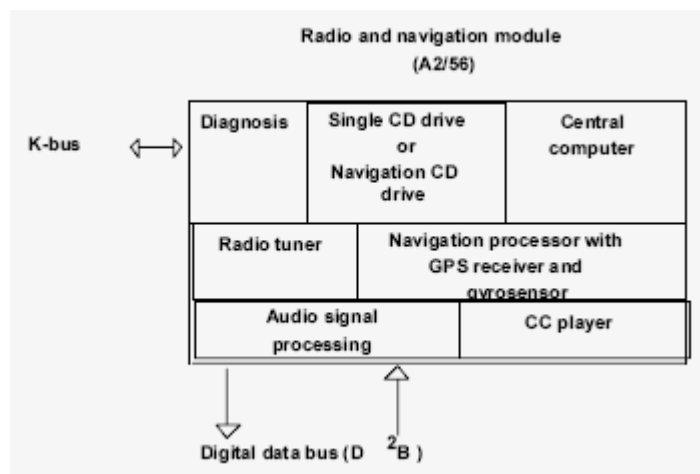 Radio and navigation module
(A2/56)
K-bus
Diagnosis
Single CD drive
or
Navigation CD
drive
Central
computer
Radio tuner
Navigation processor with
GPS receiver and
gyrosensor
Audio signal
processing
CC player
Digital data bus (D ²B )